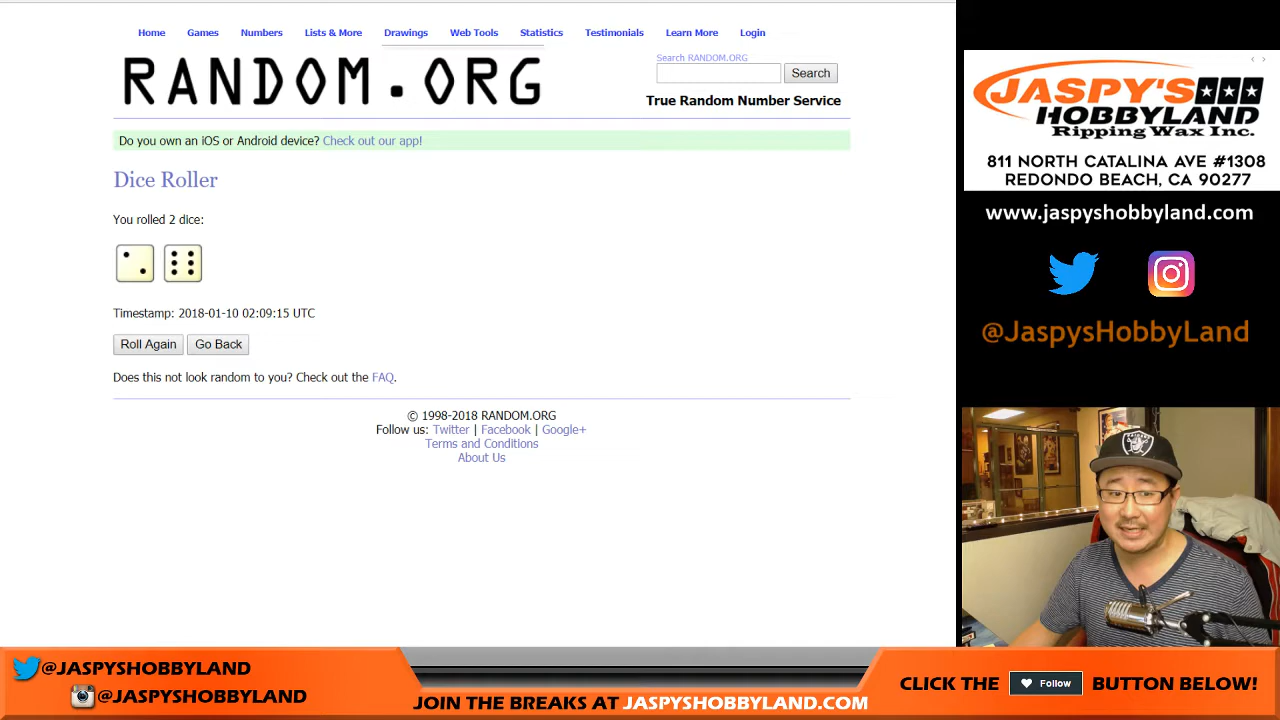 Home Games Numbers Lists & More Drawings Web Tools Statistics Testimonials Learn More Login
RANDOM.ORG
Search RANDOM.ORG
Search
True Random Number Service
Do you own an iOS or Android device? Check out our app!
Dice Roller
You rolled 2 dice:
Timestamp: 2018-01-10 02:09:15 UTC
Roll Again Go Back
Does this not look random to you? Check out the FAQ.
© 1998-2018 RANDOM.ORG
Follow us: Twitter | Facebook | Google+
Terms and Conditions
About Us
JASPY'S
HOBBYLAND
Ripping Wax Inc.
811 NORTH CATALINA AVE #1308
REDONDO BEACH, CA 90277
www.jaspyshobbyland.com
@JaspysHobbyLand
RAIDERS
@JASPYSHOBBYLAND
@JASPYSHOBBYLAND
JOIN THE BREAKS AT JASPYSHOBBYLAND.COM
CLICK THE Follow BUTTON BELOW!